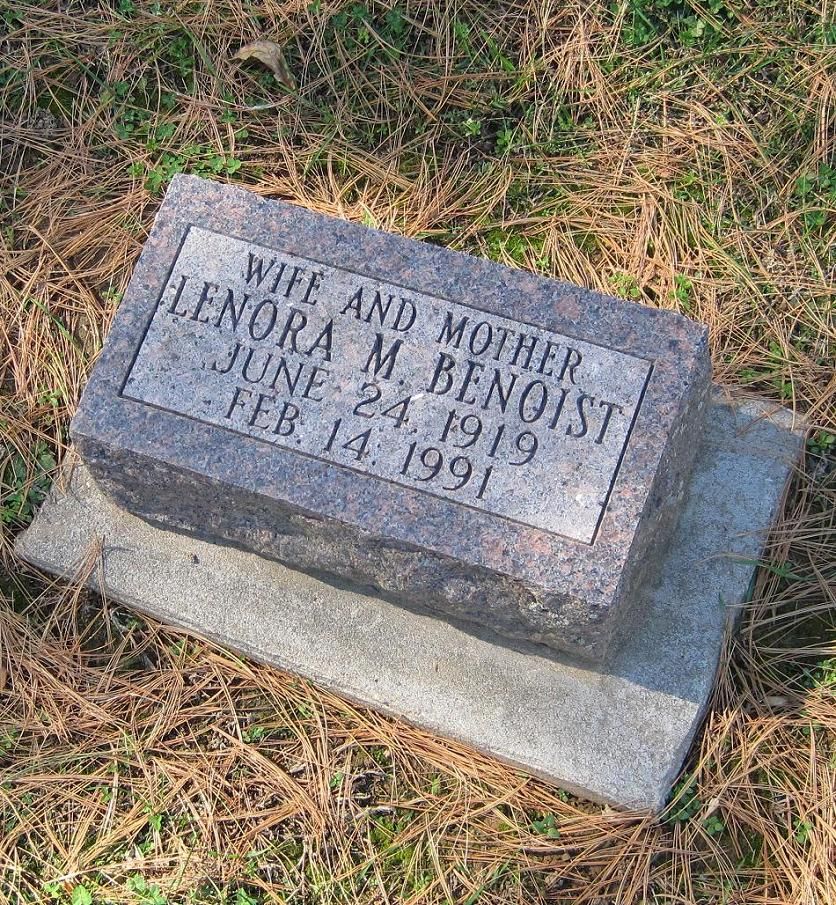 WIFE AND MOTHER
LENORA M. BENOIST
JUNE 24, 1919
FEB. 14, 1991